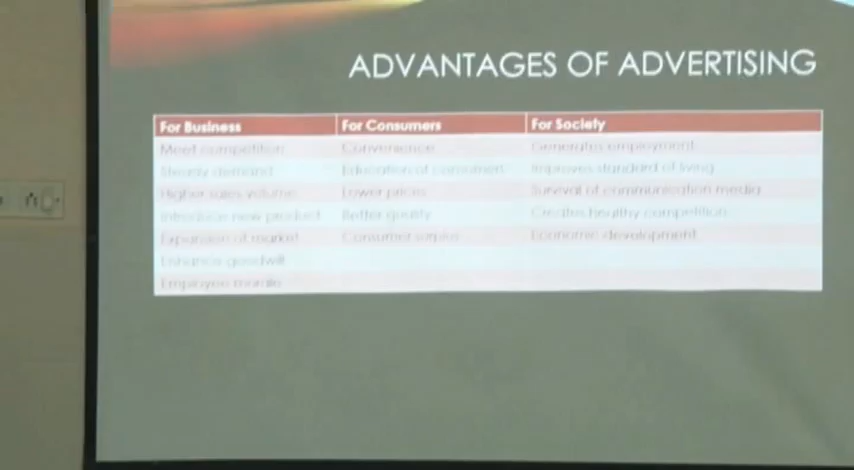 ADVANTAGES OF ADVERTISING
For Business For Consumers For Society
Meet competition Convenience Generates employment
Steady demand Education of consumers Improves standard of living
Higher sales volume Lower prices Survival of communication media
Introduce new product Better quality Creates healthy competition
Expansion of market Consumer surplus Economic development
Enhance goodwill
Employee morale